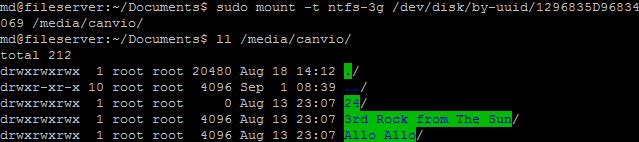 md@fileserver:~/Documents$ sudo mount -t ntfs-3g /dev/disk/by-uuid/1296835D96834
069 /media/canvio/
md@fileserver:~/Documents$ ll /media/canvio/
total 212
drwxrwxrwx  1 root root 20480 Aug 18 14:12 ./
drwxr-xr-x 10 root root  4096 Sep  1 08:39 ../
drwxrwxrwx  1 root root     0 Aug 13 23:07 24/
drwxrwxrwx  1 root root  4096 Aug 13 23:07 3rd Rock from The Sun/
drwxrwxrwx  1 root root  4096 Aug 13 23:07 Allo Allo/